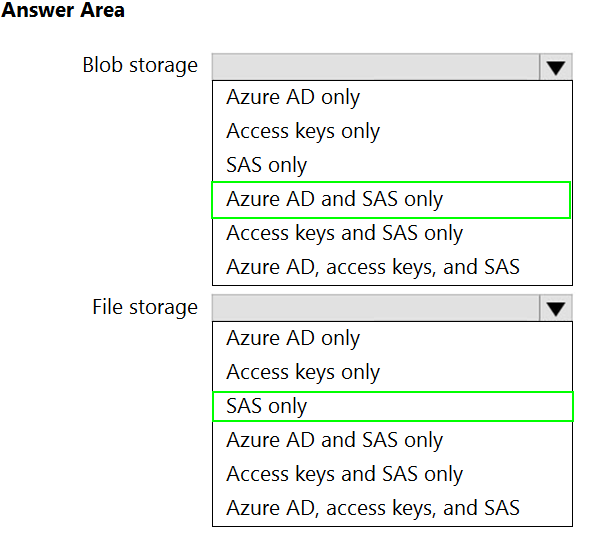 Answer Area
Blob storage
Azure AD only
Access keys only
SAS only
Azure AD and SAS only
Access keys and SAS only
Azure AD, access keys, and SAS
File storage
Azure AD only
Access keys only
SAS only
Azure AD and SAS only
Access keys and SAS only
Azure AD, access keys, and SAS